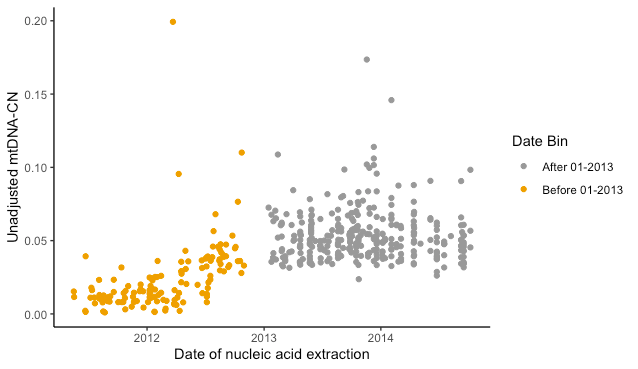 0.20
0.15
0.10
0.05
0.00
Unadjusted mtDNA-CN
2012
2013
2014
Date of nucleic acid extraction
Date Bin
After 01-2013
Before 01-2013